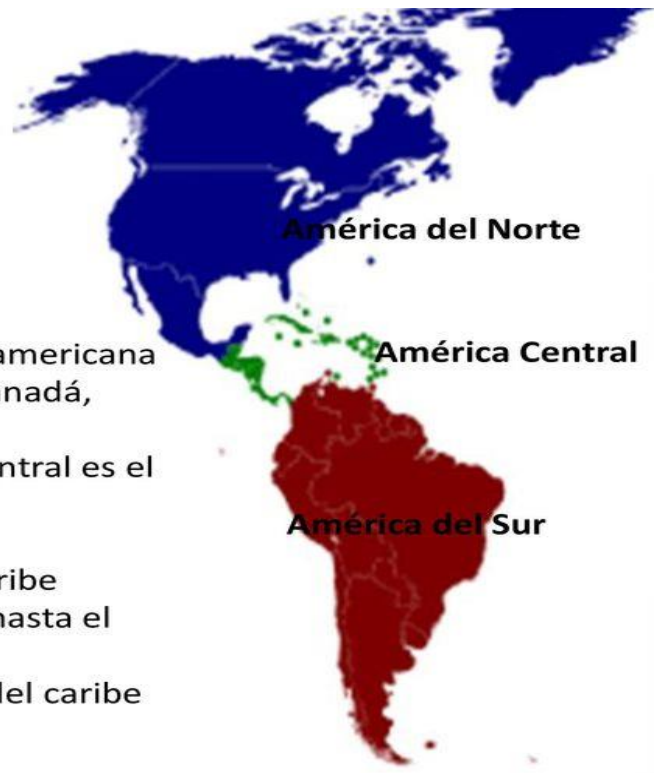 América del Norte
americana
América Central
nadá,
ntral es el
América del Sur
ribe
hasta el
del caribe